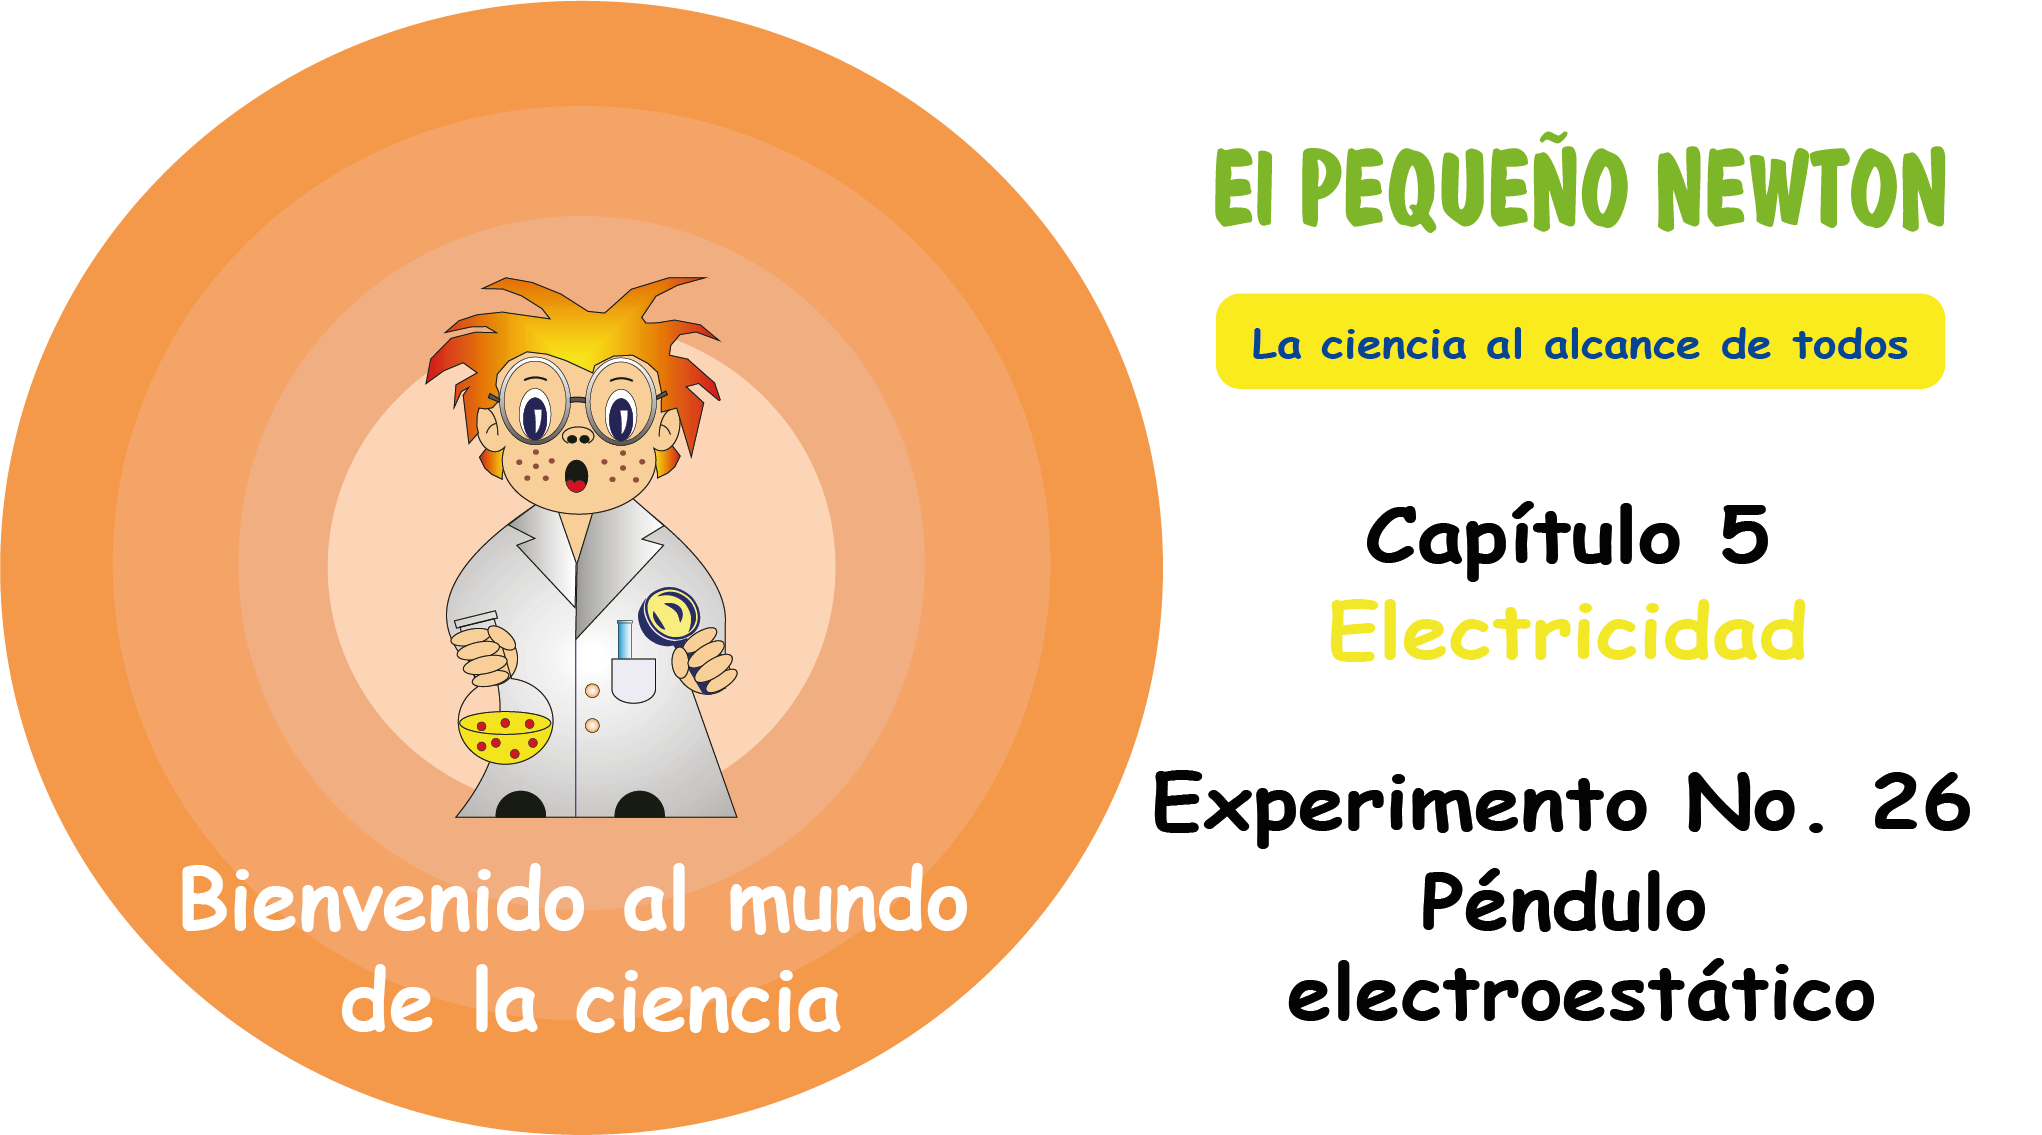 El PEQUEÑO NEWTON
La ciencia al alcance de todos
Capítulo 5
Electricidad
Experimento No. 26
Péndulo
electroestático
Bienvenido al mundo
de la ciencia